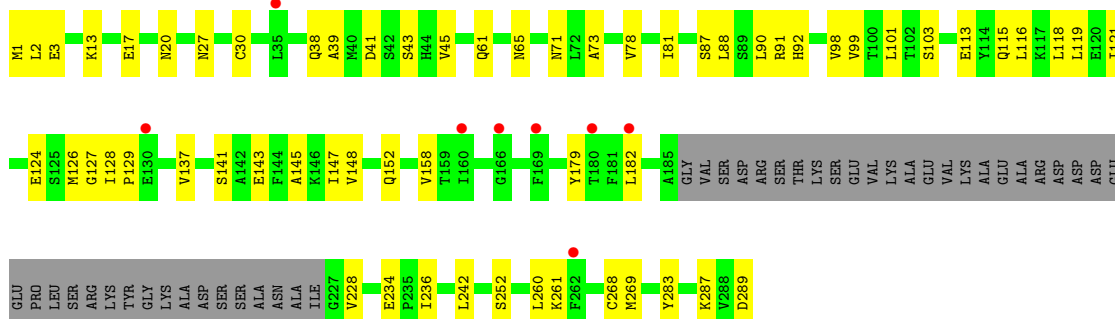 M1 L2 E3 K13 E17 N20 N27 C30 L35 Q38 A39 M40 D41 S42 S43 H44 V45 Q61 N65 N71 L72 A73 V78 I81 S87 L88 S89 L90 R91 H92 V98 V99 T100 L101 T102 S103 E113 Y114 Q115 L116 K117 L118 L119 E120 I121
E124 S125 M126 G127 I128 P129 E130 V137 S141 A142 E143 F144 A145 K146 I147 V148 Q152 V158 T159 I160 G166 F169 Y179 T180 F181 L182 A185 GLY VAL SER ASP ARG SER THR LYS SER GLU VAL LYS ALA GLU VAL LYS ALA GLU ALA ARG ASP ASP ASP GLU
GLU PRO LEU SER ARG LYS TYR GLY LYS ALA ASP SER SER ALA ASN ALA ILE G227 V228 E234 P235 I236 L242 S252 L260 K261 F262 C268 M269 Y283 K287 V288 D289